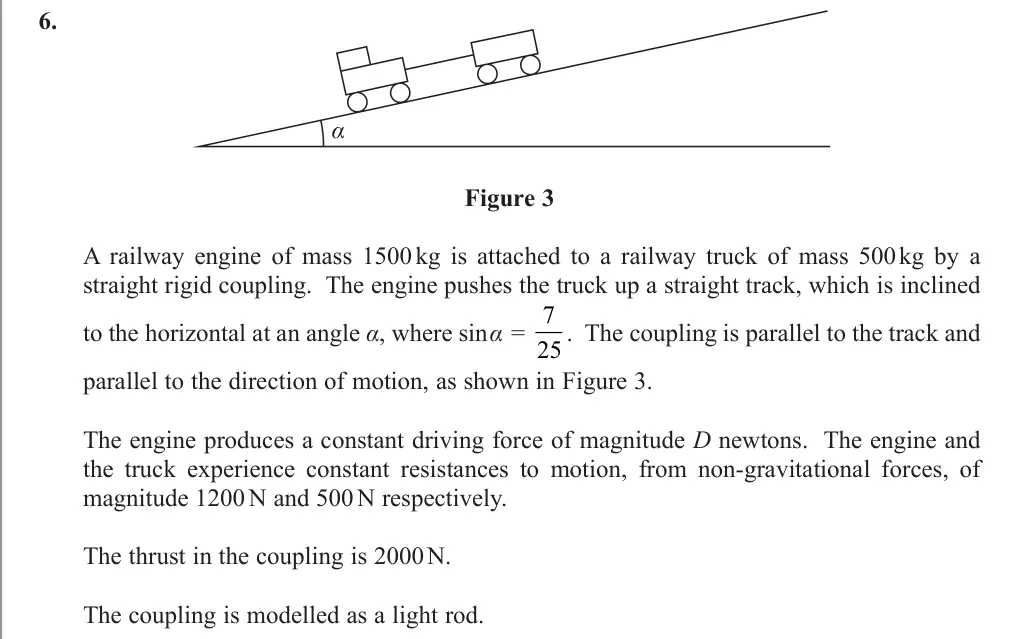 6.
α
Figure 3
A railway engine of mass 1500 kg is attached to a railway truck of mass 500 kg by a
straight rigid coupling. The engine pushes the truck up a straight track, which is inclined
to the horizontal at an angle α, where sin α = 7/25. The coupling is parallel to the track and
parallel to the direction of motion, as shown in Figure 3.
The engine produces a constant driving force of magnitude D newtons. The engine and
the truck experience constant resistances to motion, from non-gravitational forces, of
magnitude 1200 N and 500 N respectively.
The thrust in the coupling is 2000 N.
The coupling is modelled as a light rod.